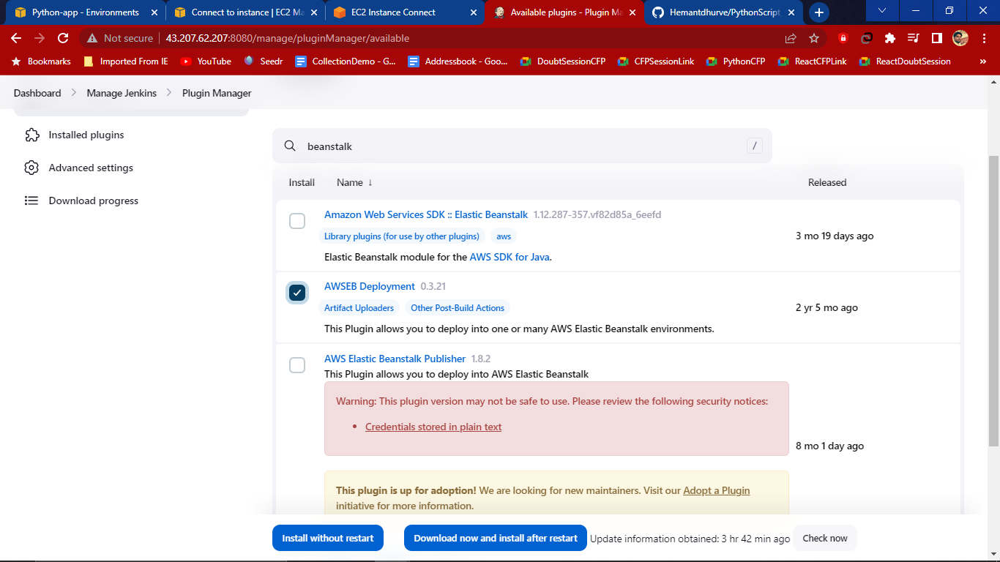 Python-app - Environments
Connect to instance | EC2 Ma
EC2 Instance Connect
Available plugins - Plugin Ma
Hemantdhurve/PythonScript
Not secure 43.207.62.207:8080/manage/pluginManager/available
Bookmarks Imported From IE YouTube Seedr CollectionDemo - G... Addressbook - Goo... DoubtSessionCFP CFPSessionLink PythonCFP ReactCFPLink ReactDoubtSession »
Dashboard Manage Jenkins Plugin Manager
Installed plugins
Advanced settings
Download progress
beanstalk /
Install Name ↓ Released
Amazon Web Services SDK :: Elastic Beanstalk 1.12.287-357.vf82d85a_6eefd
Library plugins (for use by other plugins) aws
3 mo 19 days ago
Elastic Beanstalk module for the AWS SDK for Java.
AWSEB Deployment 0.3.21
Artifact Uploaders Other Post-Build Actions
2 yr 5 mo ago
This Plugin allows you to deploy into one or many AWS Elastic Beanstalk environments.
AWS Elastic Beanstalk Publisher 1.8.2
This Plugin allows you to deploy into AWS Elastic Beanstalk
Warning: This plugin version may not be safe to use. Please review the following security notices:
• Credentials stored in plain text
8 mo 1 day ago
This plugin is up for adoption! We are looking for new maintainers. Visit our Adopt a Plugin
initiative for more information.
Install without restart Download now and install after restart Update information obtained: 3 hr 42 min ago Check now